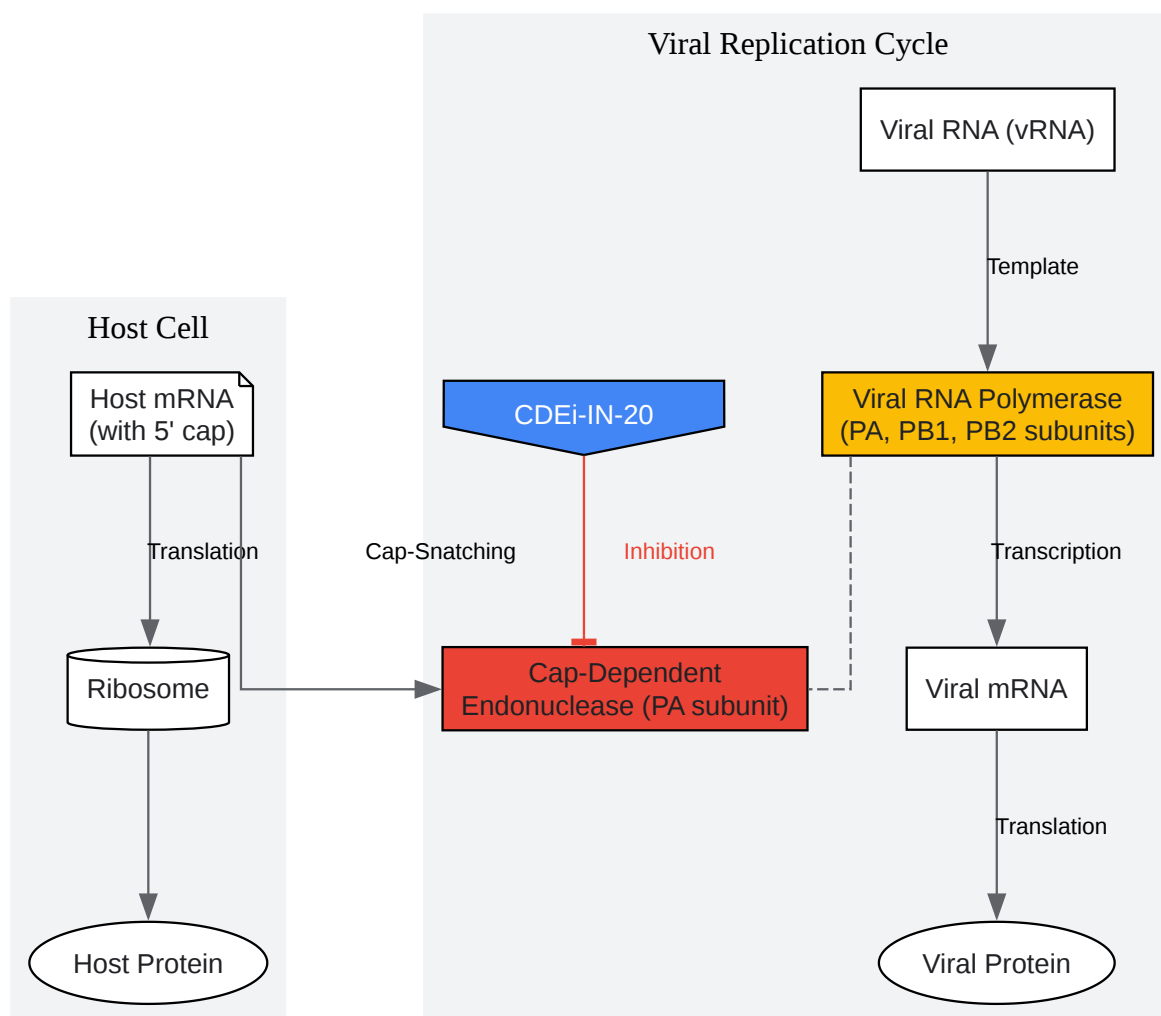 Viral Replication Cycle
Viral RNA (vRNA)
Template
Host Cell
Host mRNA
(with 5' cap)
CDEi-IN-20
Viral RNA Polymerase
(PA, PB1, PB2 subunits)
Translation
Cap-Snatching
Inhibition
Transcription
Ribosome
Cap-Dependent
Endonuclease (PA subunit)
Viral mRNA
Translation
Host Protein
Viral Protein